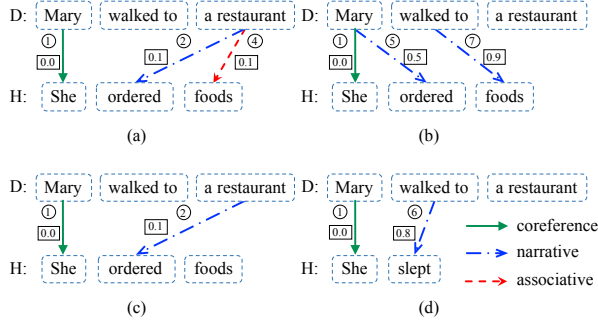 D: Mary walked to a restaurant
① ② ④
0.0 0.1 0.1
H: She ordered foods
(a)
D: Mary walked to a restaurant
① ⑤ ⑦
0.0 0.5 0.9
H: She ordered foods
(b)
D: Mary walked to a restaurant
① ②
0.0 0.1
H: She ordered foods
(c)
D: Mary walked to a restaurant
① ⑥
0.0 0.8
H: She slept
(d)
coreference
narrative
associative